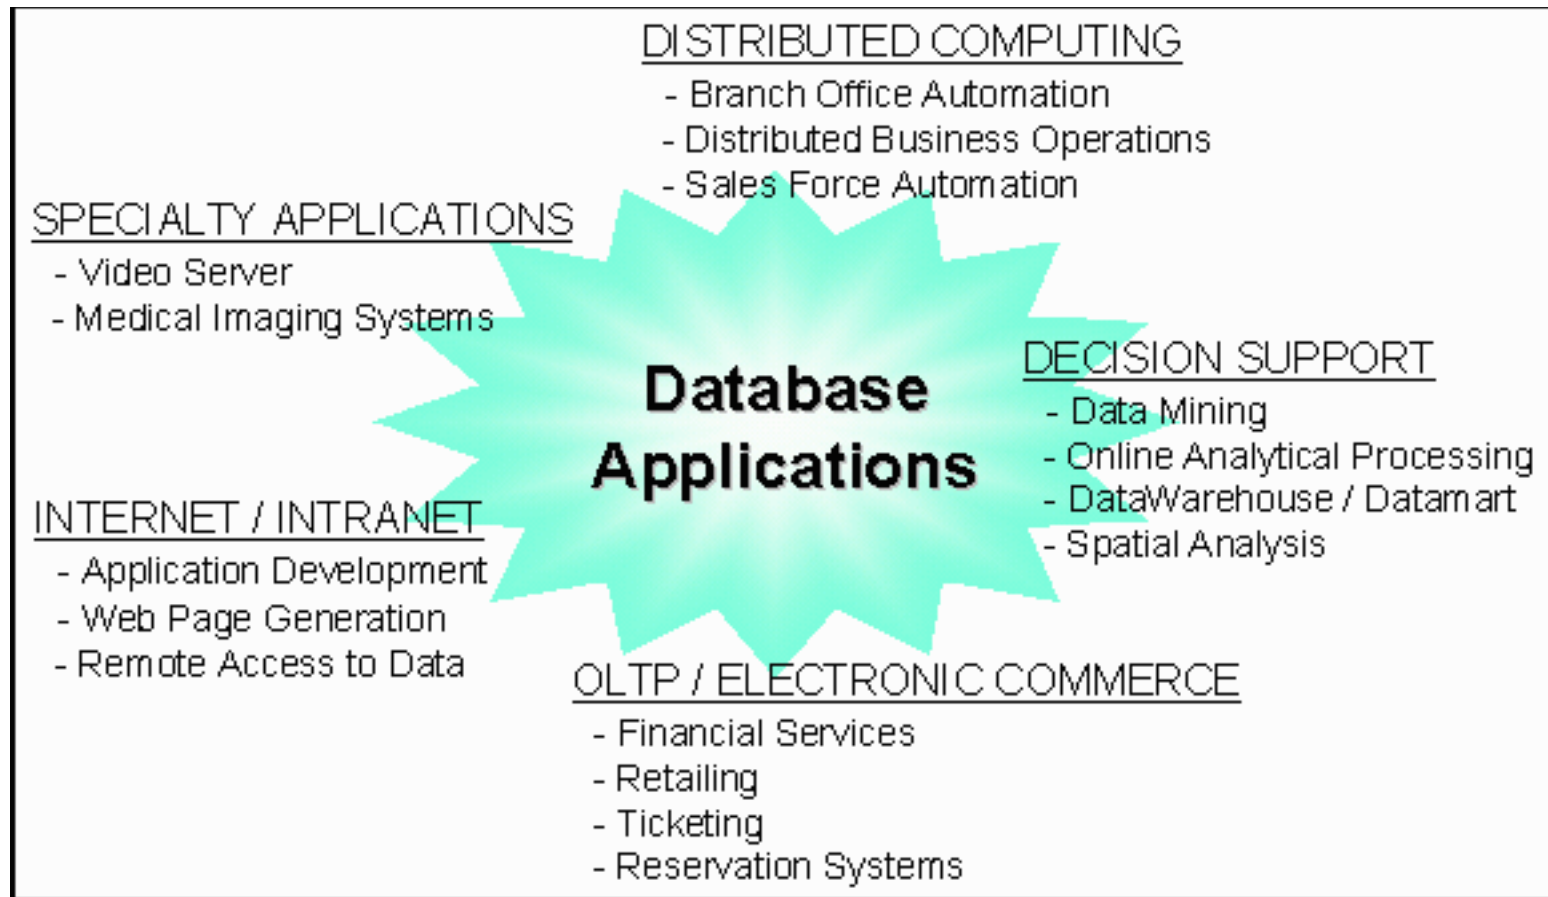 DISTRIBUTED COMPUTING
- Branch Office Automation
- Distributed Business Operations
- Sales Force Automation
SPECIALTY APPLICATIONS
- Video Server
- Medical Imaging Systems
Database
Applications
DECISION SUPPORT
- Data Mining
- Online Analytical Processing
- DataWarehouse / Datamart
- Spatial Analysis
INTERNET / INTRANET
- Application Development
- Web Page Generation
- Remote Access to Data
OLTP / ELECTRONIC COMMERCE
- Financial Services
- Retailing
- Ticketing
- Reservation Systems